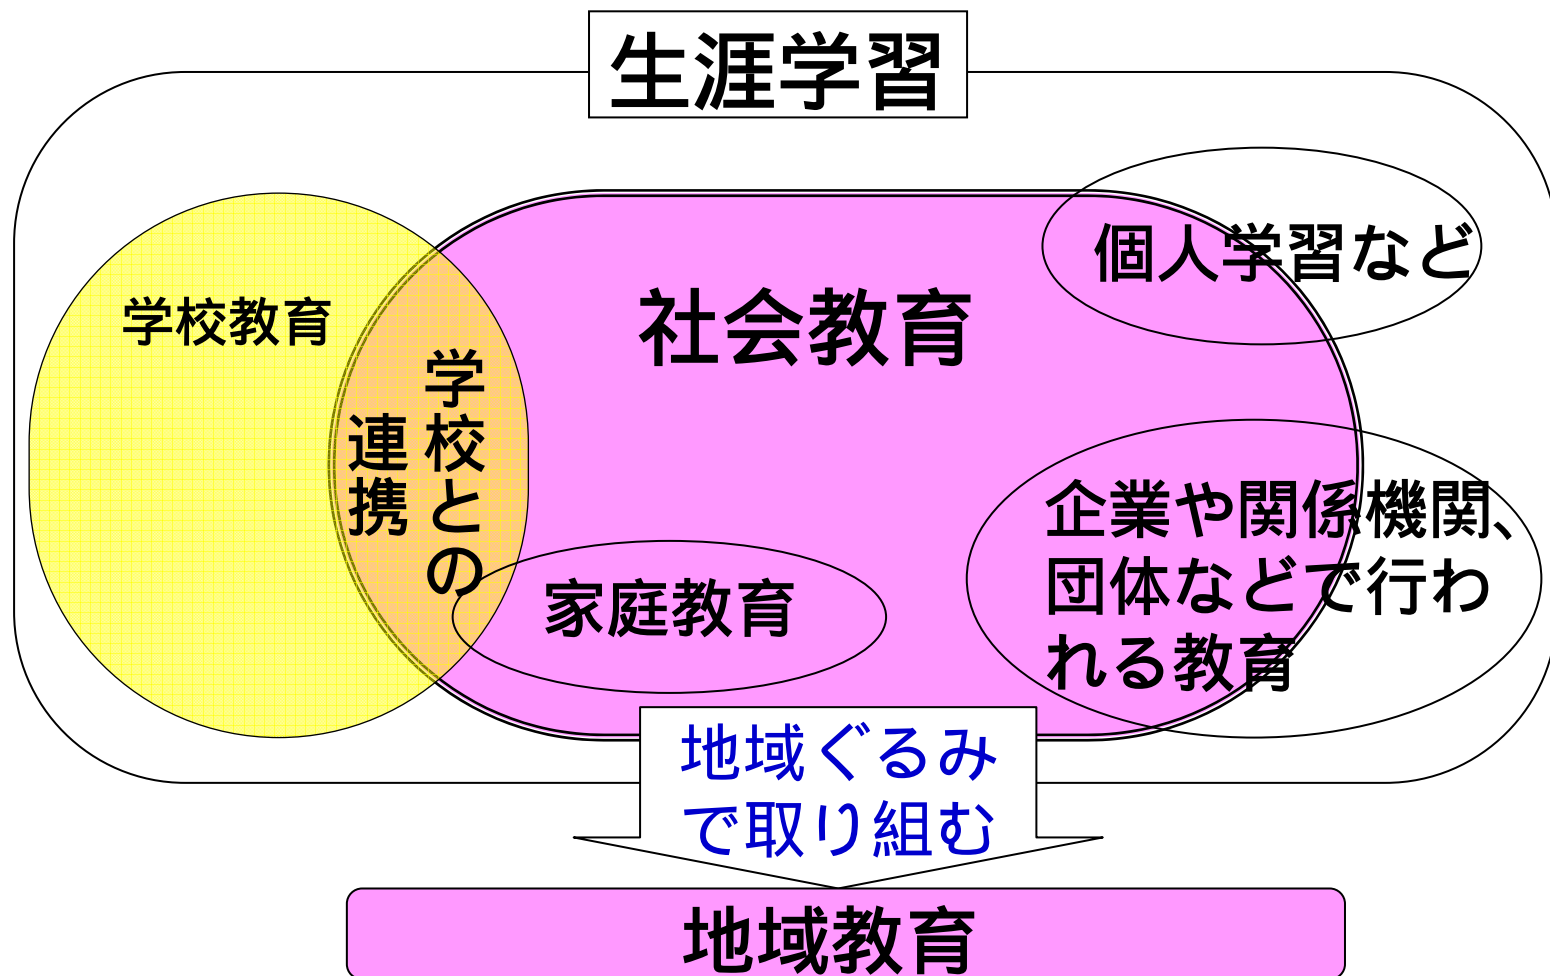 生涯学習
個人学習など
学校教育
社会教育
学校との
連携
企業や関係機関、
団体などで行わ
れる教育
家庭教育
地域ぐるみ
で取り組む
地域教育